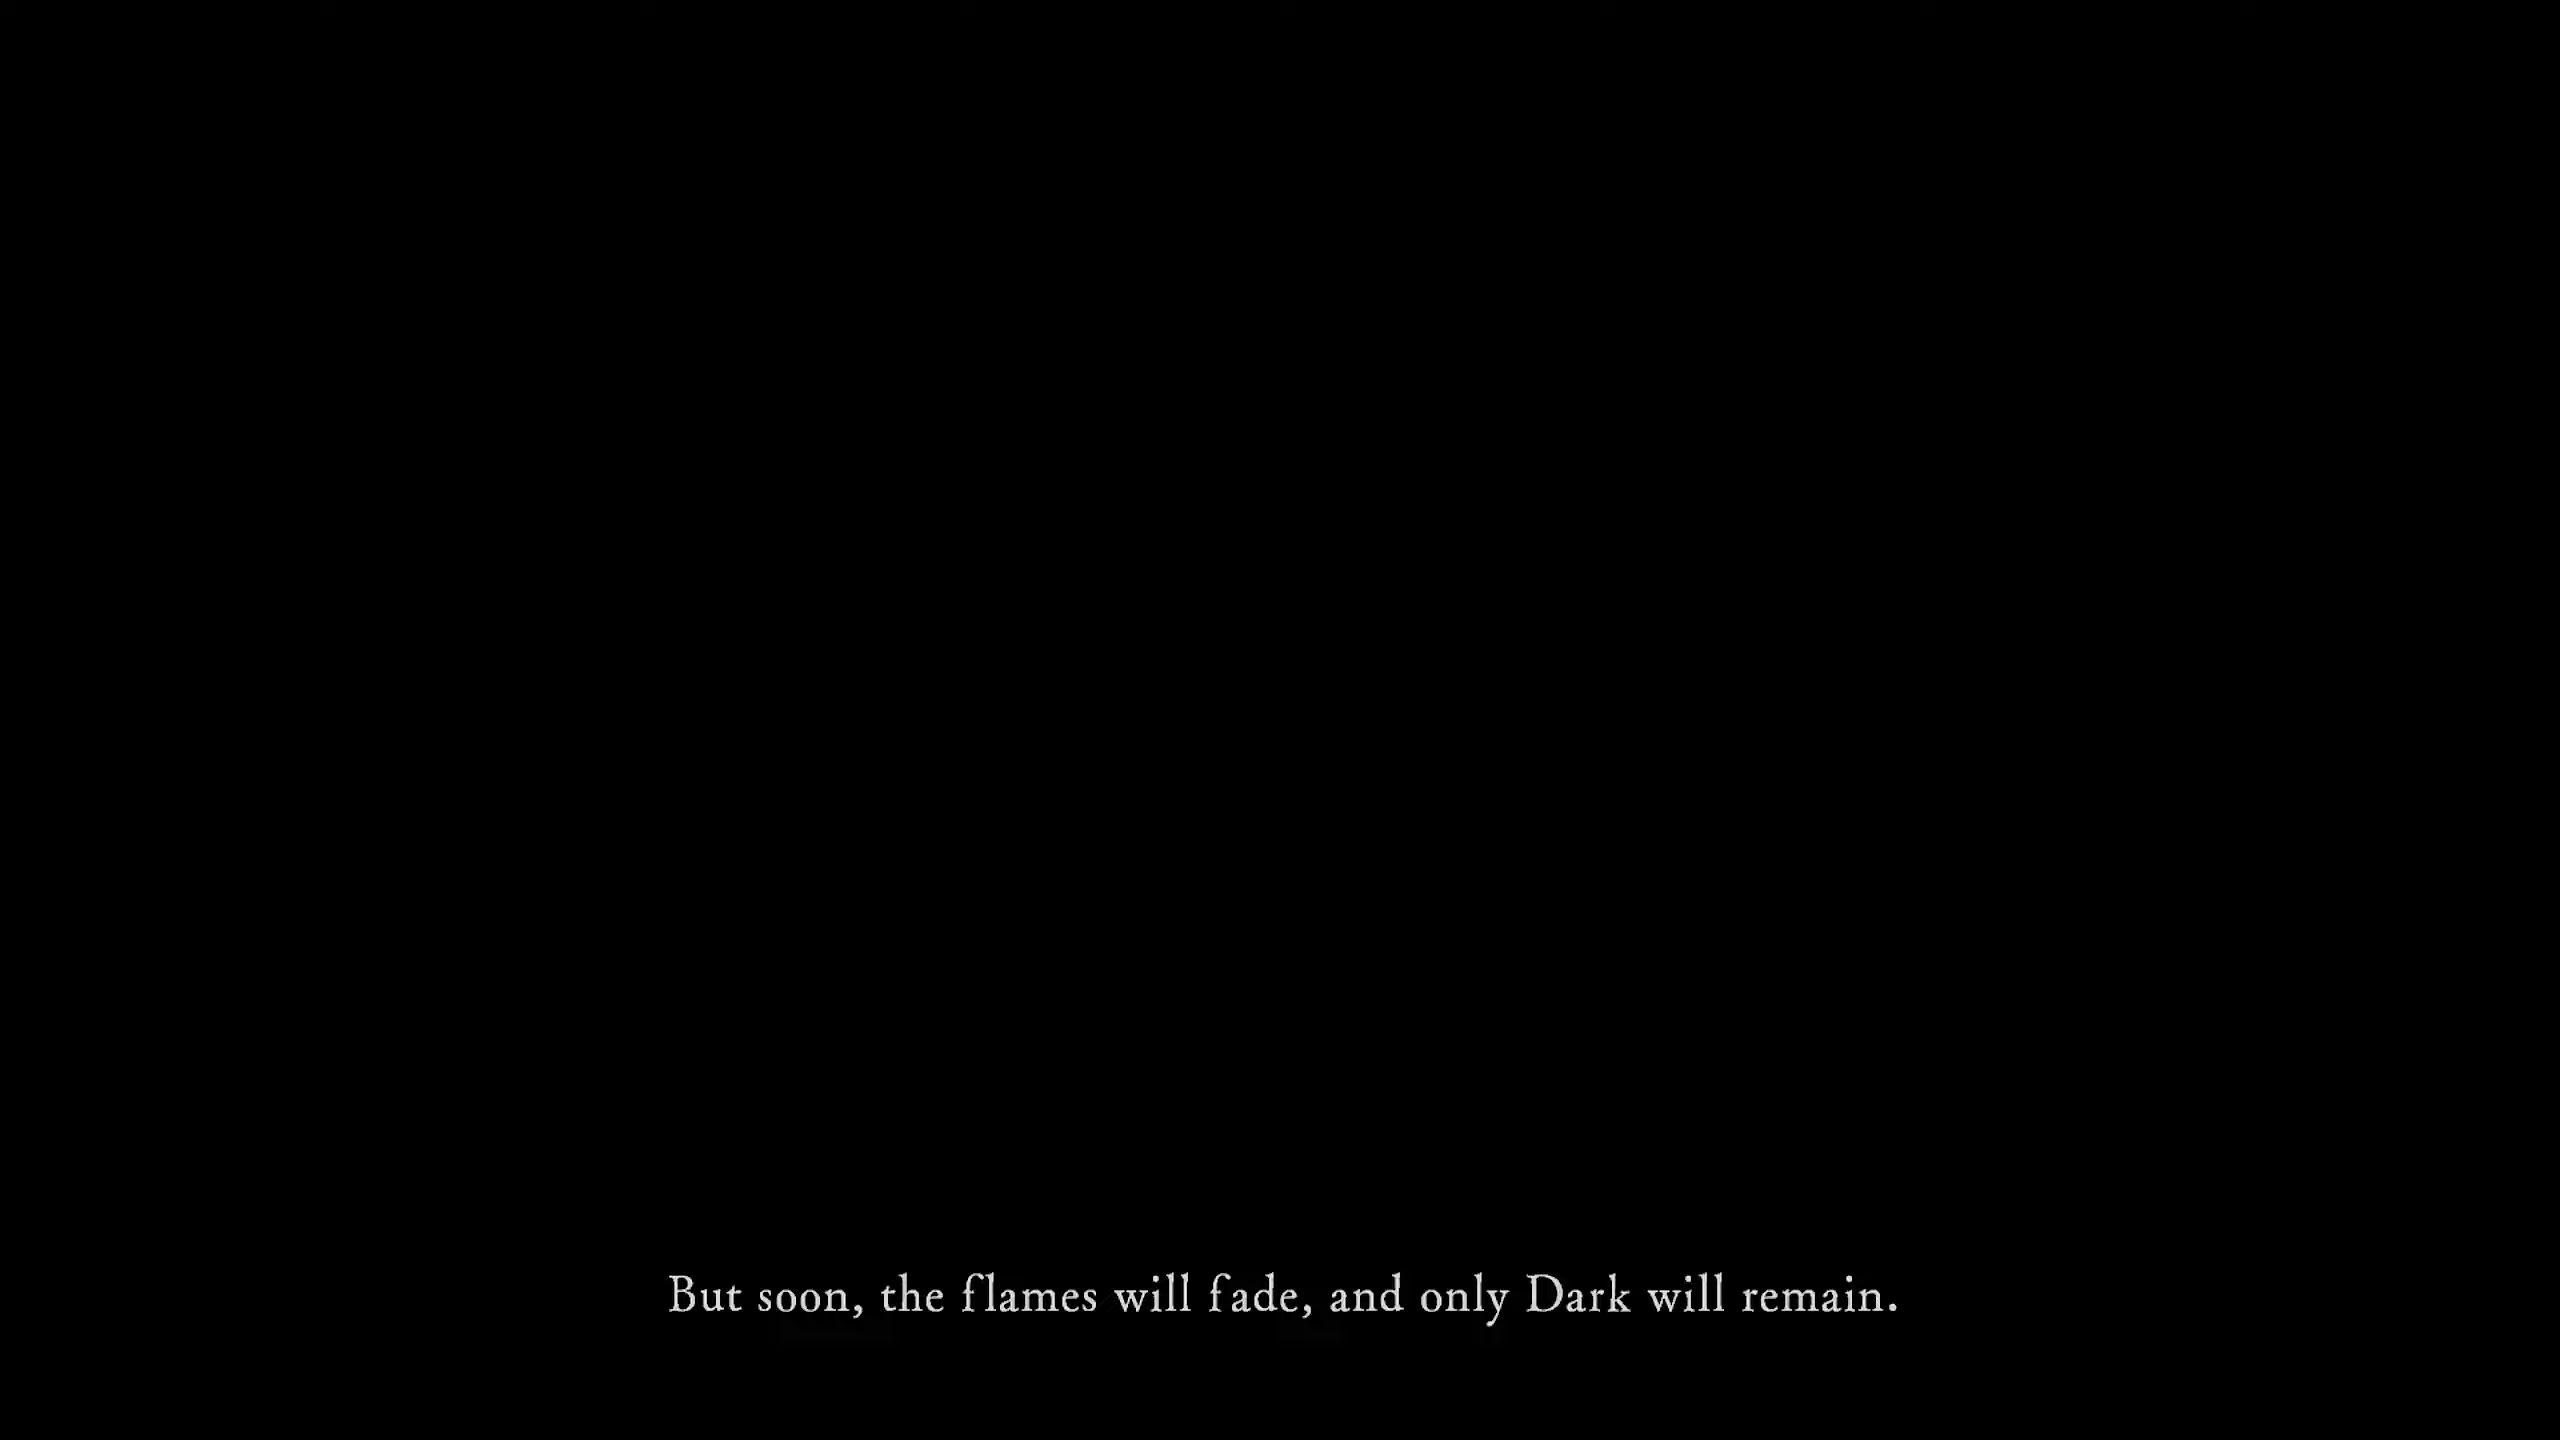 But soon, the flames will fade, and only Dark will remain.